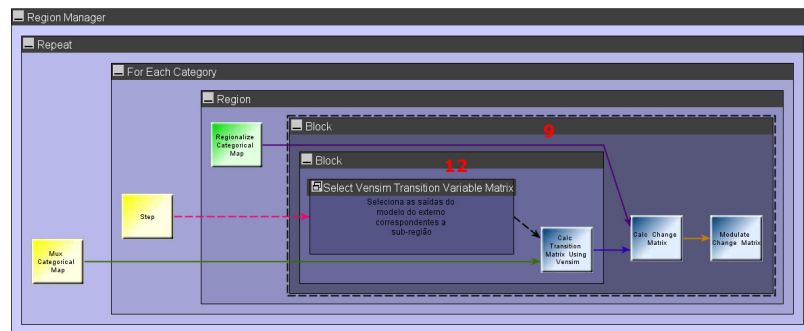 Region Manager
Repeat
For Each Category
Region
Regionalize
Categorical
Map
Block
9
Block
12
Select Vensim Transition Variable Matrix
Seleciona as saídas do
modelo do externo
correspondentes a
sub-região
Step
Mux
Categorical
Map
Calc
Transition
Matrix Using
Vensim
Calc Change
Matrix
Modulate
Change Matrix